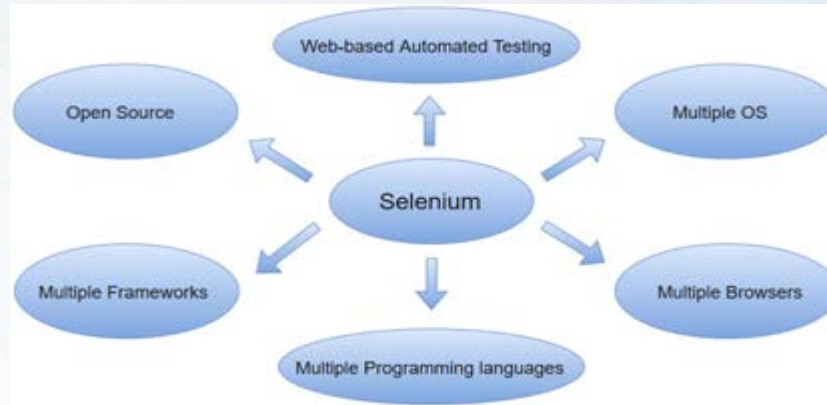 Web-based Automated Testing
Open Source
Multiple OS
Selenium
Multiple Frameworks
Multiple Browsers
Multiple Programming languages